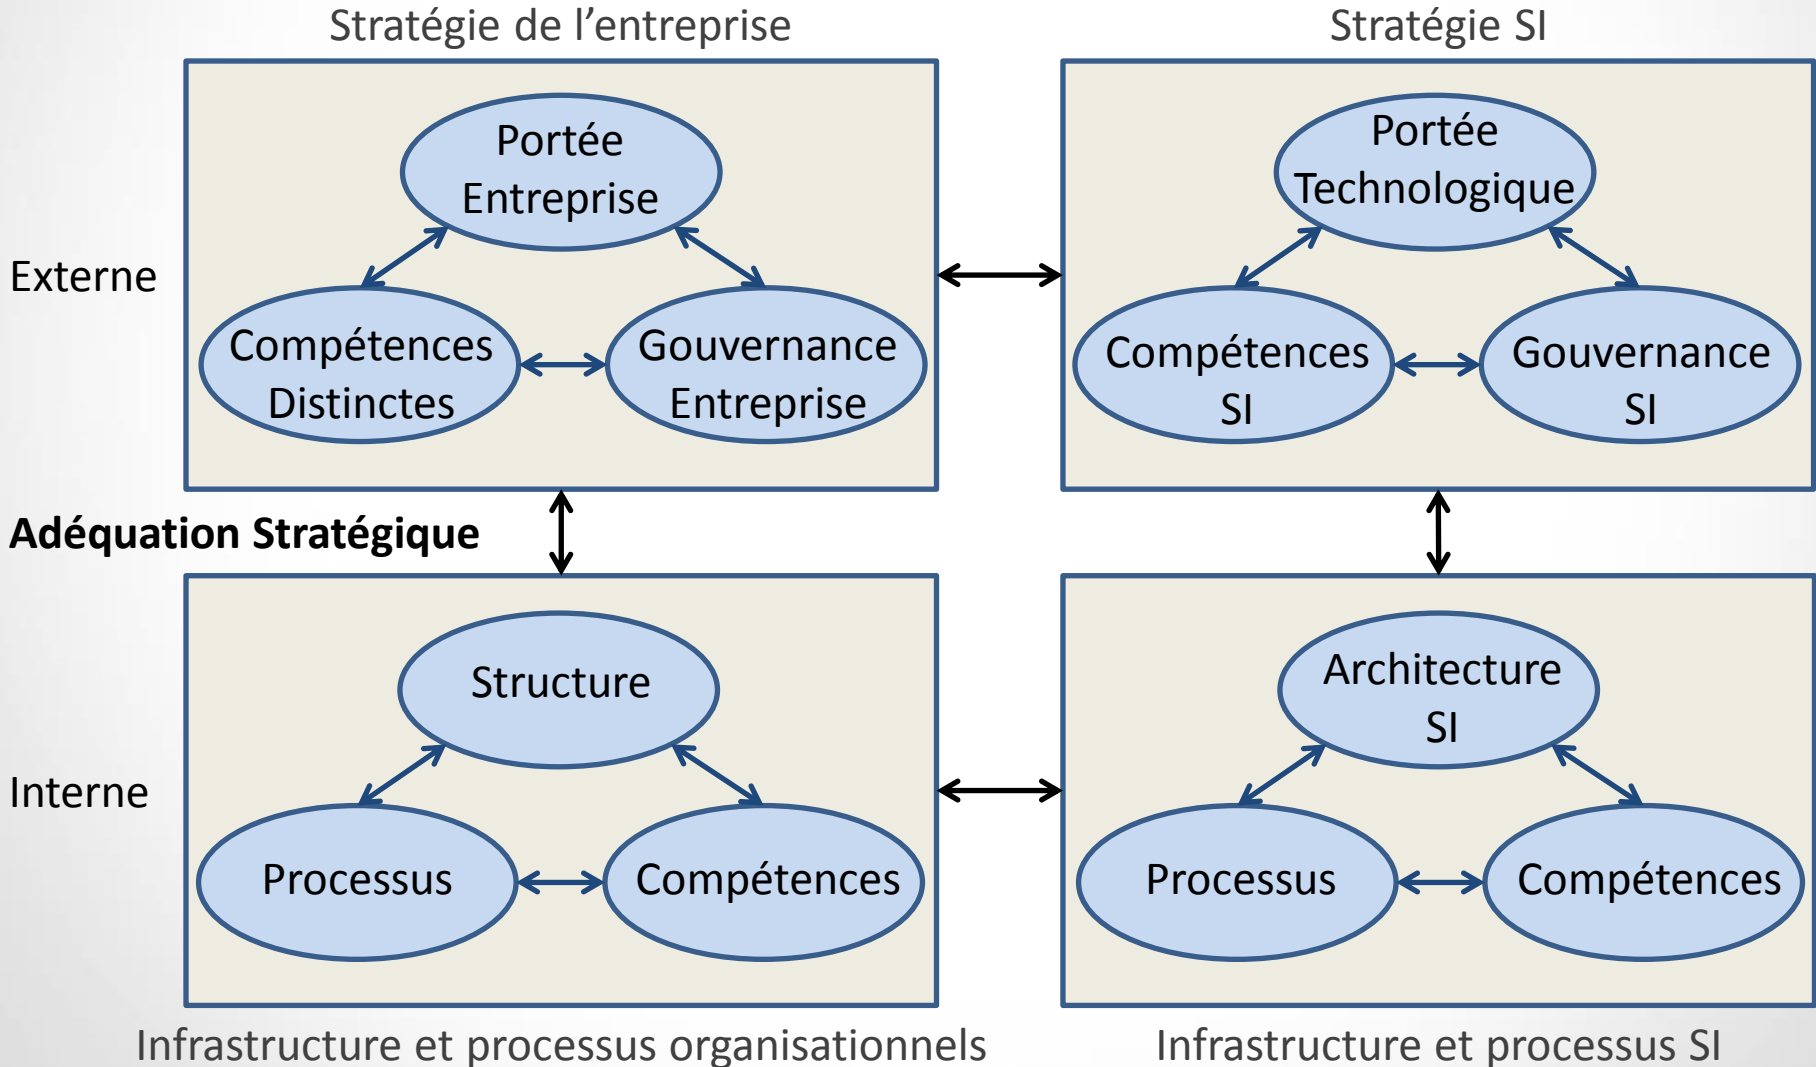 Stratégie de l’entreprise
Stratégie SI
Externe
Portée
Entreprise
Compétences
Distinctes
Gouvernance
Entreprise
Portée
Technologique
Compétences
SI
Gouvernance
SI
Adéquation Stratégique
Interne
Structure
Processus
Compétences
Architecture
SI
Processus
Compétences
Infrastructure et processus organisationnels
Infrastructure et processus SI